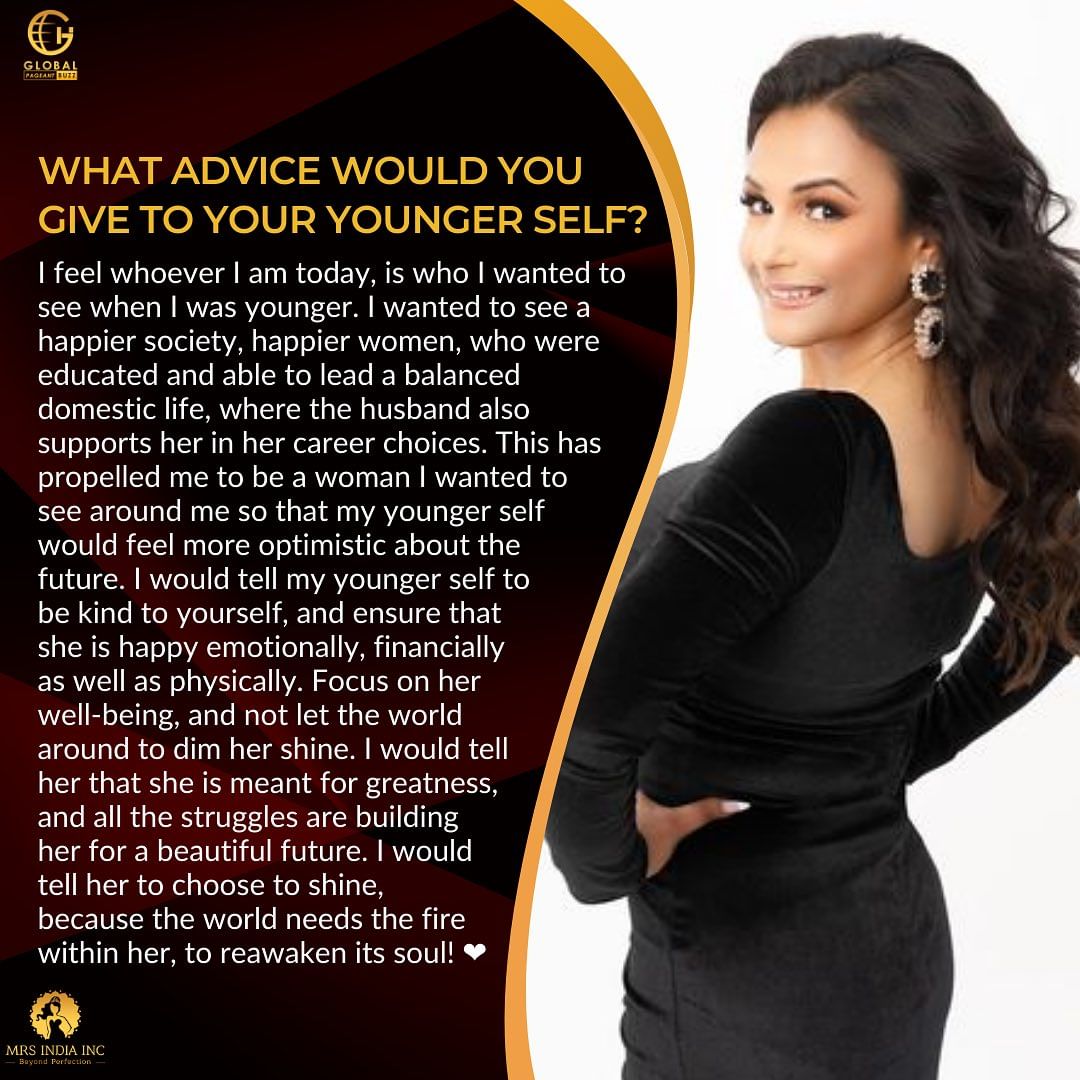 GLOBAL
PAGEANT BUZZ
WHAT ADVICE WOULD YOU
GIVE TO YOUR YOUNGER SELF?
I feel whoever I am today, is who I wanted to
see when I was younger. I wanted to see a
happier society, happier women, who were
educated and able to lead a balanced
domestic life, where the husband also
supports her in her career choices. This has
propelled me to be a woman I wanted to
see around me so that my younger self
would feel more optimistic about the
future. I would tell my younger self to
be kind to yourself, and ensure that
she is happy emotionally, financially
as well as physically. Focus on her
well-being, and not let the world
around to dim her shine. I would tell
her that she is meant for greatness,
and all the struggles are building
her for a beautiful future. I would
tell her to choose to shine,
because the world needs the fire
within her, to reawaken its soul! ❤
MRS INDIA INC
Beyond Perfection